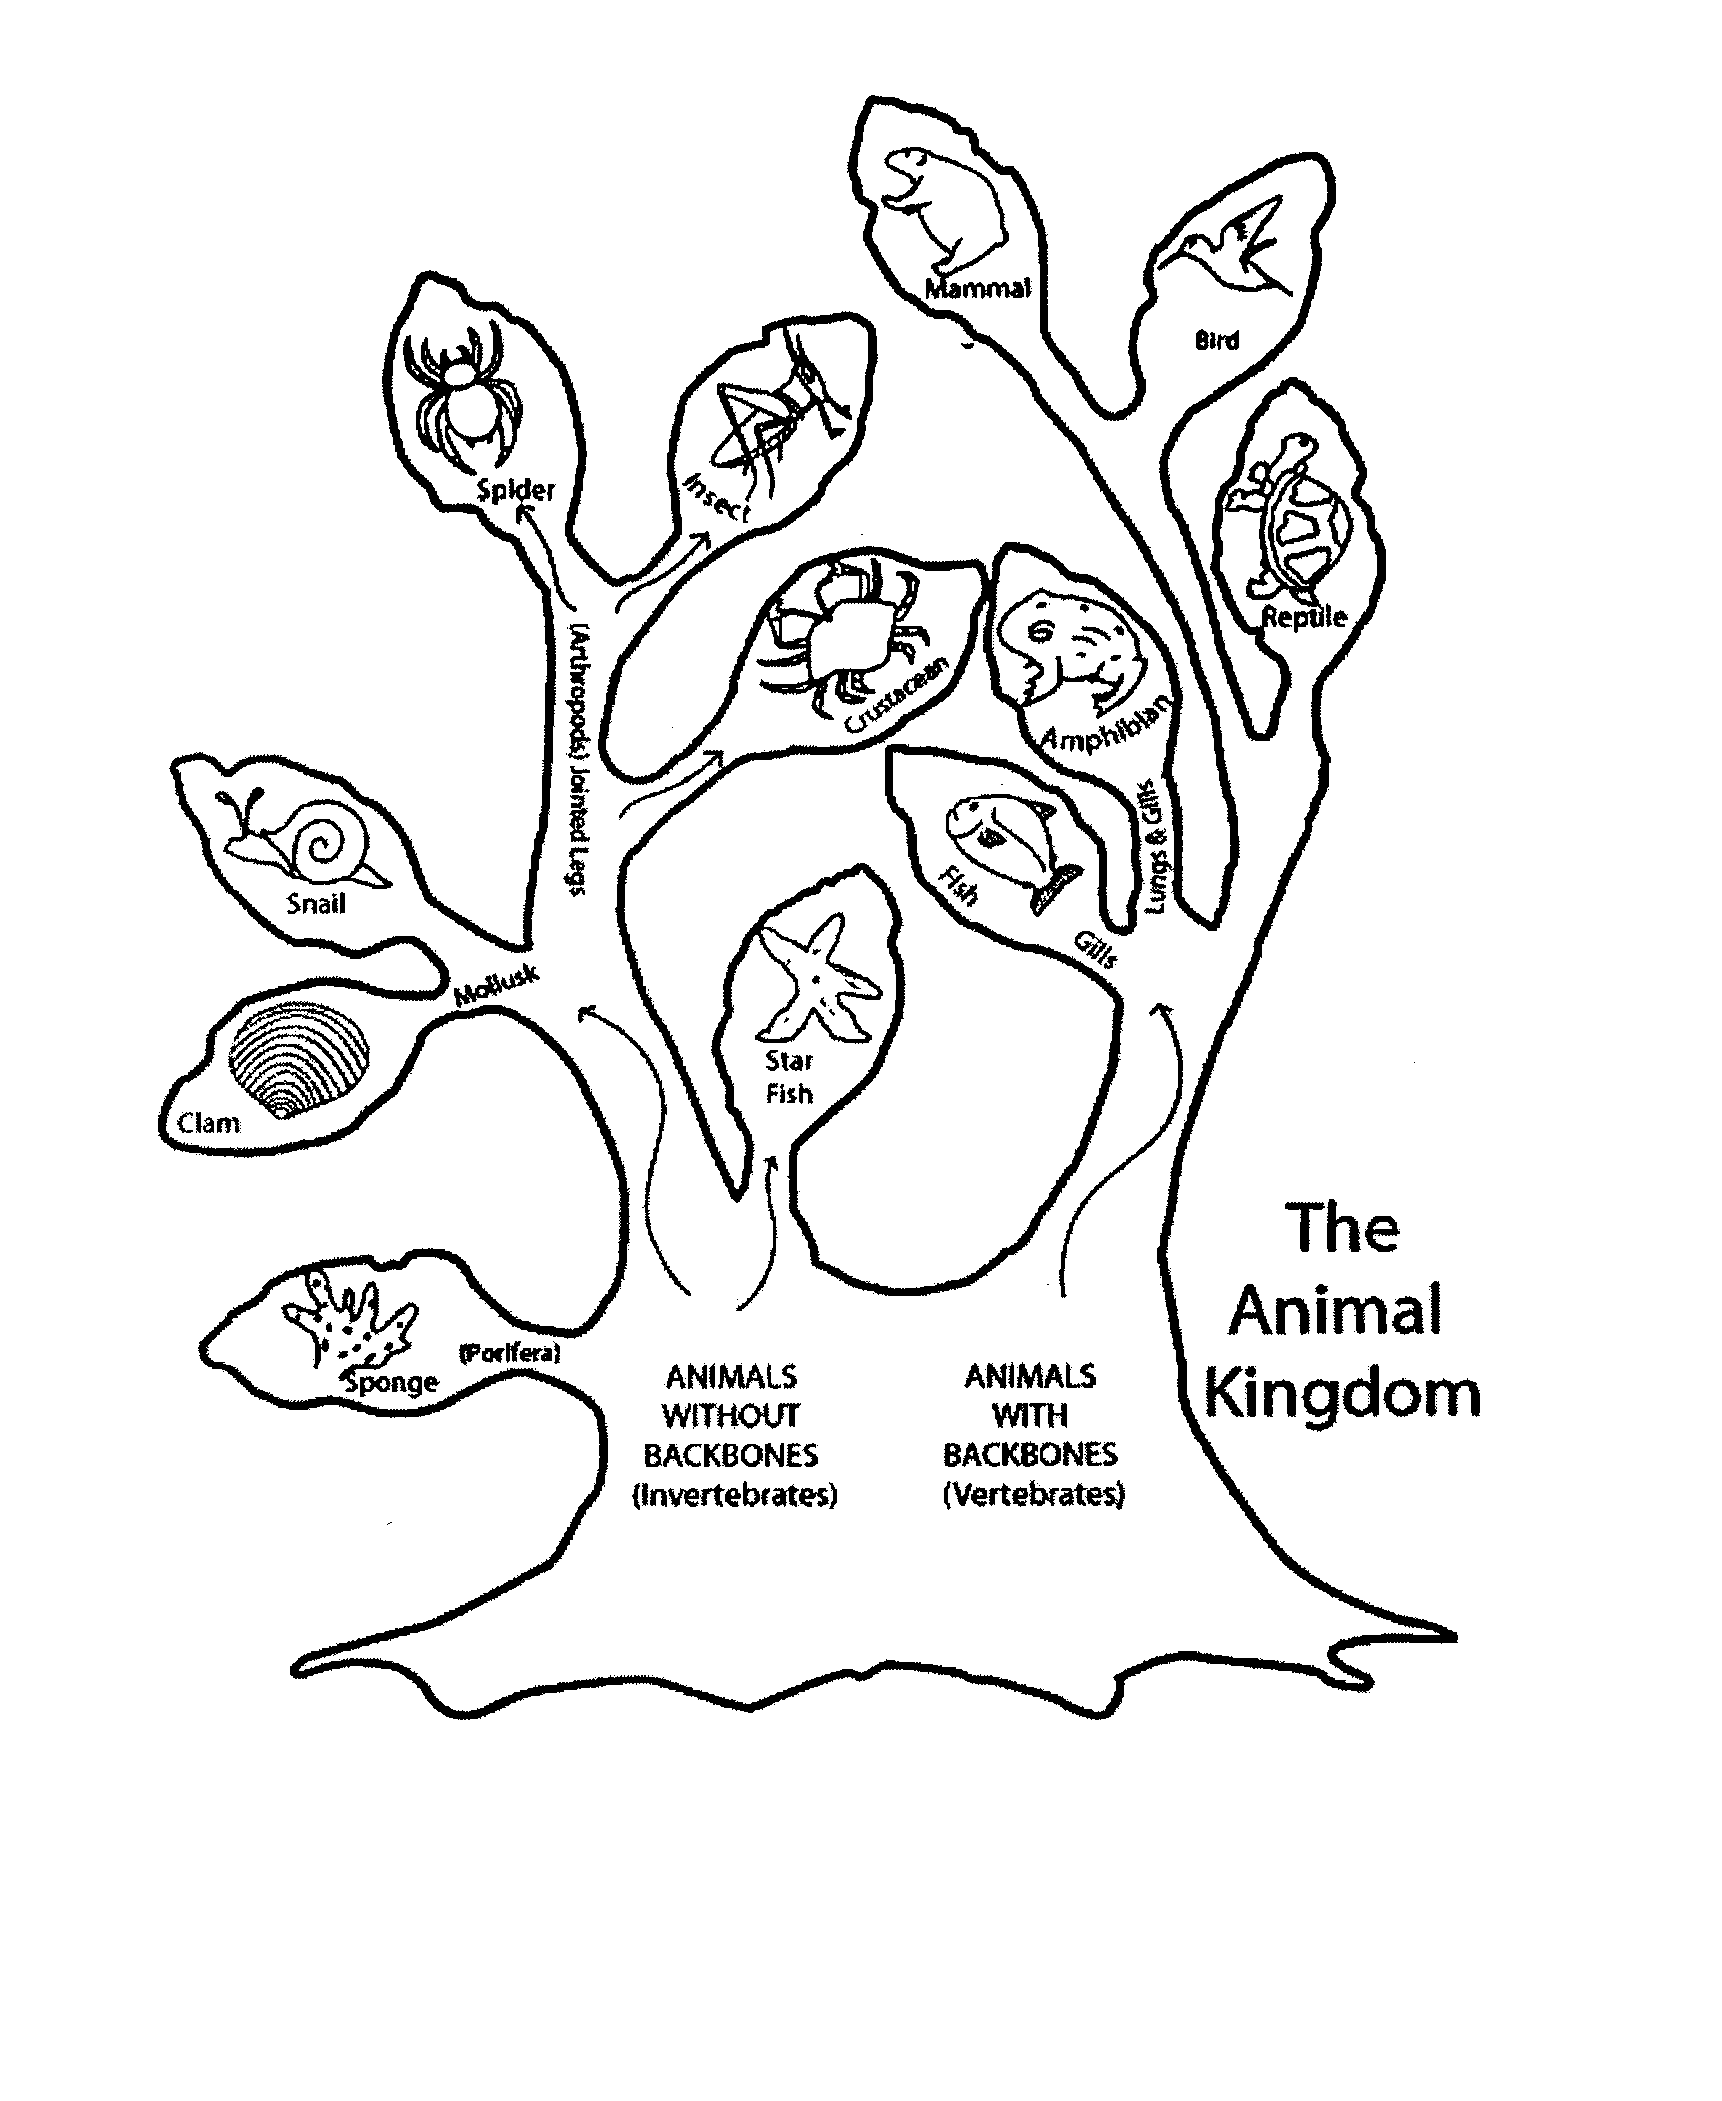 Mammal
Bird
Spider
Insect
Reptile
Crustacean
Amphibian
(Arthropods) Jointed Legs
Lungs & Gills
Fish
Snail
Gills
Mollusk
Star
Fish
Clam
The
Animal
Kingdom
(Porifera)
Sponge
ANIMALS
WITHOUT
BACKBONES
(Invertebrates)
ANIMALS
WITH
BACKBONES
(Vertebrates)